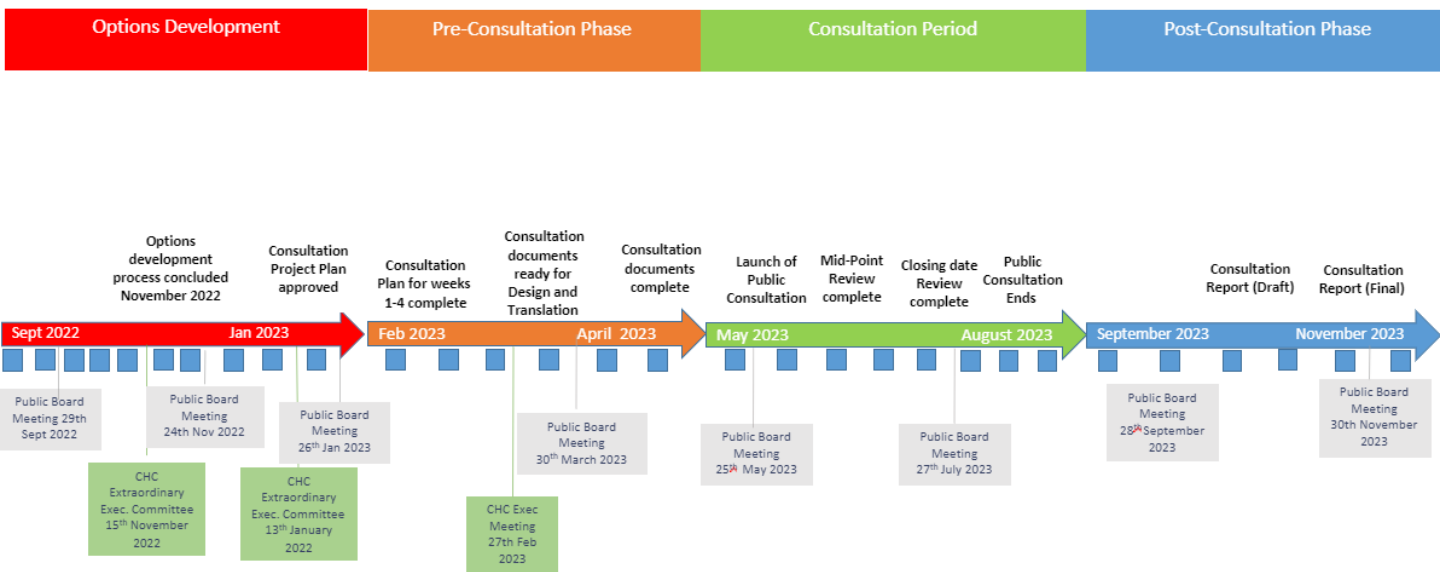 Options Development
Pre-Consultation Phase
Consultation Period
Post-Consultation Phase
Options
development
process concluded
November 2022
Consultation
Project Plan
approved
Consultation
Plan for weeks
1-4 complete
Consultation
documents
ready for
Design and
Translation
Consultation
documents
complete
Launch of
Public
Consultation
Mid-Point
Review
complete
Closing date
Review
complete
Public
Consultation
Ends
Consultation
Report (Draft)
Consultation
Report (Final)
Sept 2022
Jan 2023
Feb 2023
April 2023
May 2023
August 2023
September 2023
November 2023
Public Board
Meeting 29th
Sept 2022
Public Board
Meeting
24th Nov 2022
Public Board
Meeting
26th Jan 2023
Public Board
Meeting
30th March 2023
Public Board
Meeting
25th May 2023
Public Board
Meeting
27th July 2023
Public Board
Meeting
28th September
2023
Public Board
Meeting
30th November
2023
CHC
Extraordinary
Exec. Committee
15th November
2022
CHC
Extraordinary
Exec. Committee
13th January
2022
CHC Exec
Meeting
27th Feb
2023